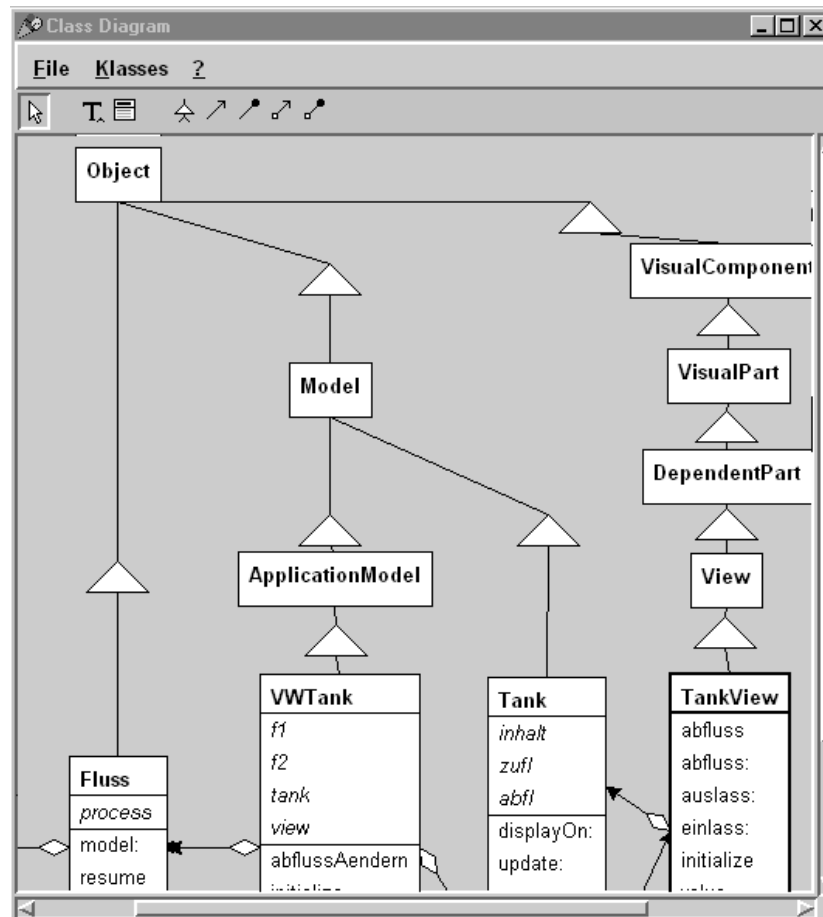 Class Diagram
File Klasses ?
T
Object
VisualComponent
Model
VisualPart
DependentPart
ApplicationModel
View
VWTank
f1
f2
tank
view
abflussAendern
Tank
inhalt
zufl
abfl
displayOn:
update:
TankView
abfluss
abfluss:
auslass:
einlass:
initialize
Fluss
process
model:
resume